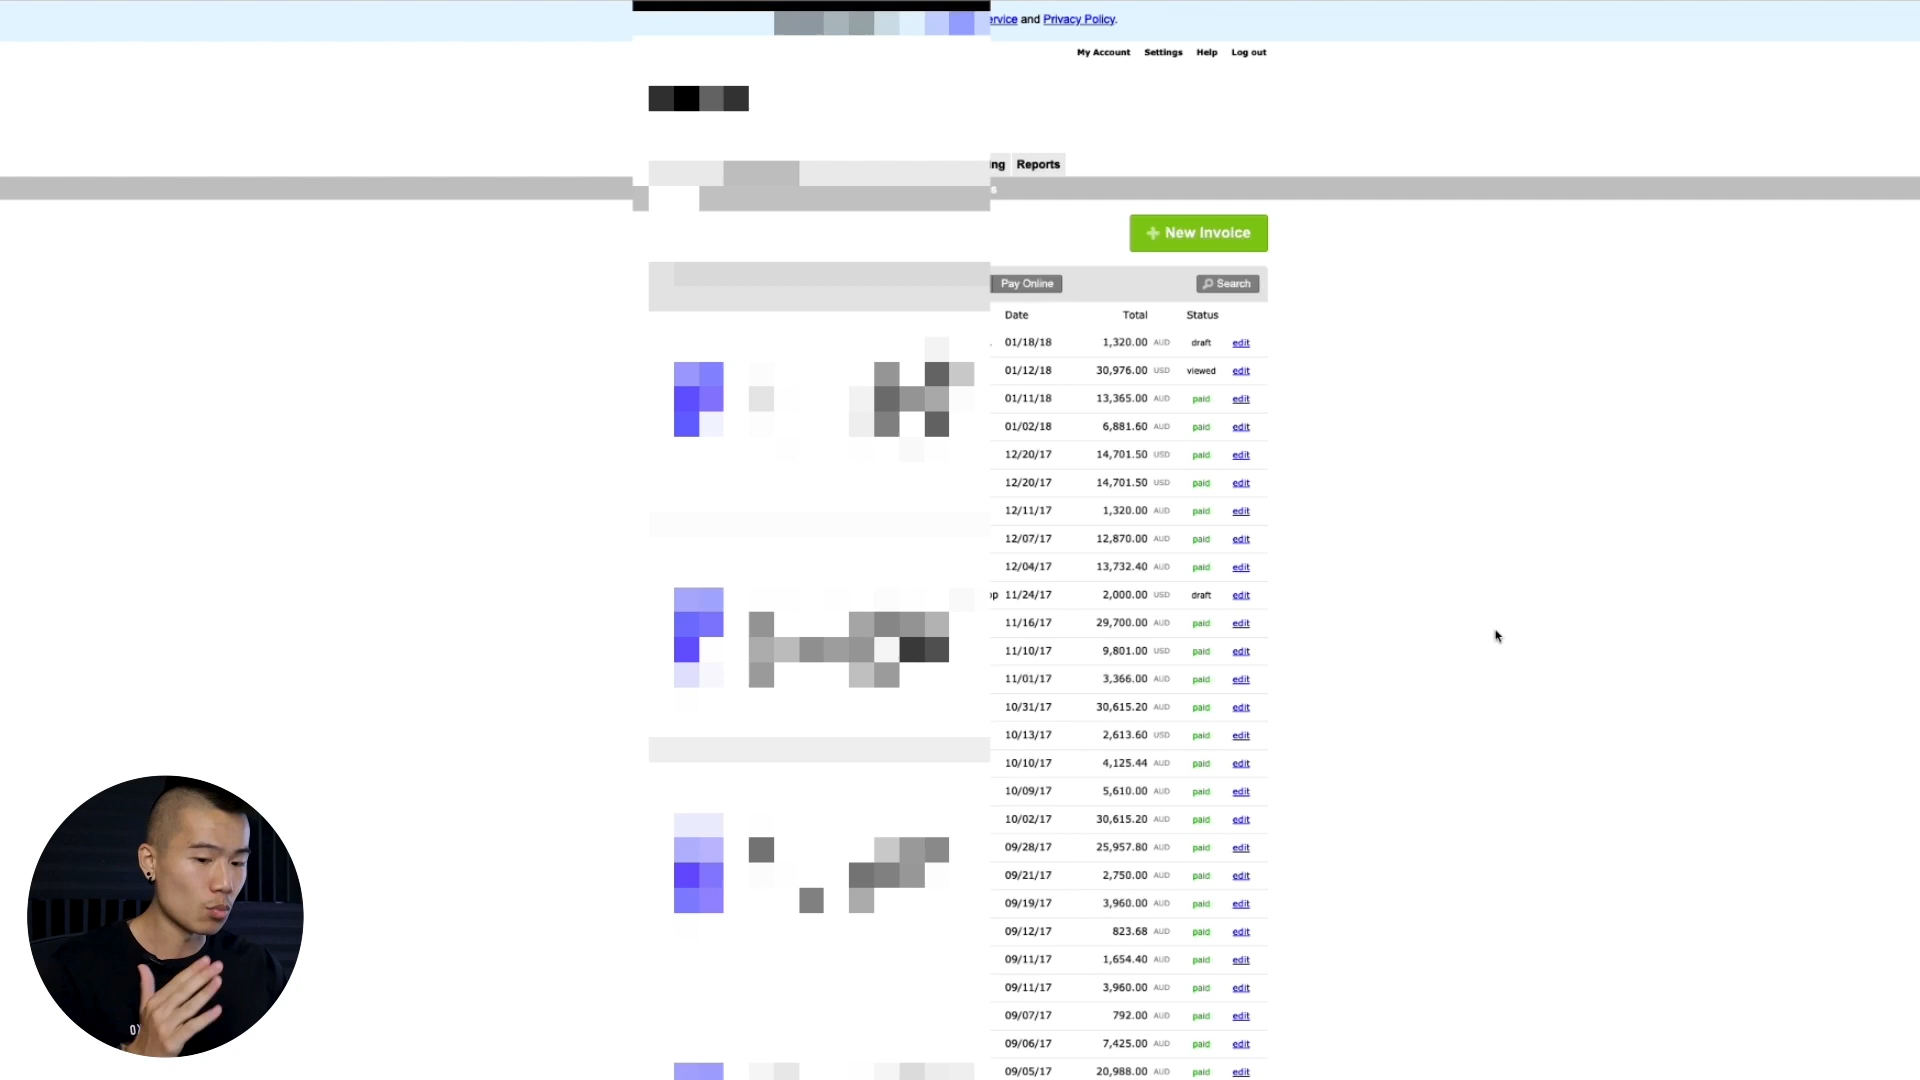 and Privacy Policy.
My Account Settings Help Log out
Reports
New Invoice
Pay Online Search
Date Total Status
01/18/18 1,320.00 AUD draft edit
01/12/18 30,976.00 USD viewed edit
01/11/18 13,365.00 AUD paid edit
01/02/18 6,881.60 AUD paid edit
12/20/17 14,701.50 USD paid edit
12/20/17 14,701.50 USD paid edit
12/11/17 1,320.00 AUD paid edit
12/07/17 12,870.00 AUD paid edit
12/04/17 13,732.40 AUD paid edit
11/24/17 2,000.00 USD draft edit
11/16/17 29,700.00 AUD paid edit
11/10/17 9,801.00 USD paid edit
11/01/17 3,366.00 AUD paid edit
10/31/17 30,615.20 AUD paid edit
10/13/17 2,613.60 USD paid edit
10/10/17 4,125.44 AUD paid edit
10/09/17 5,610.00 AUD paid edit
10/02/17 30,615.20 AUD paid edit
09/28/17 25,957.80 AUD paid edit
09/21/17 2,750.00 AUD paid edit
09/19/17 3,960.00 AUD paid edit
09/12/17 823.68 AUD paid edit
09/11/17 1,654.40 AUD paid edit
09/11/17 3,960.00 AUD paid edit
09/07/17 792.00 AUD paid edit
09/06/17 7,425.00 AUD paid edit
09/05/17 20,988.00 AUD paid edit